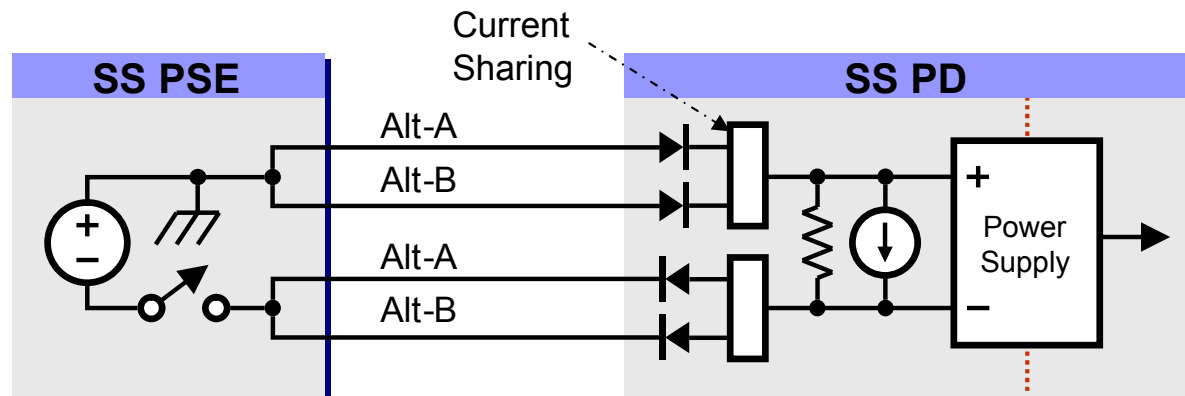 Current
Sharing
SS PSE
SS PD
Alt-A
Alt-B
Alt-A
Alt-B
+
−
+
−
Power
Supply